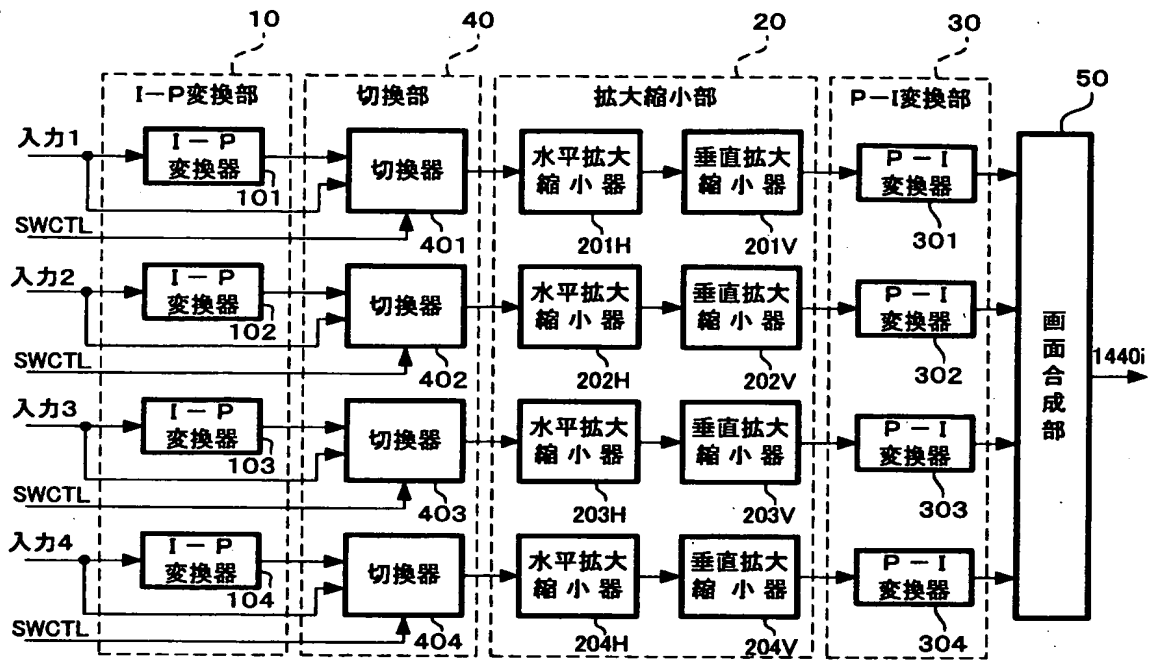 10
40
20
30
I-P変換部
切換部
拡大縮小部
P-I変換部
50
入力1
I-P
変換器
101
切換器
401
水平拡大
縮小器
201H
垂直拡大
縮小器
201V
P-I
変換器
301
SWCTL
入力2
I-P
変換器
102
切換器
402
水平拡大
縮小器
202H
垂直拡大
縮小器
202V
P-I
変換器
302
SWCTL
画面合成部
1440i
入力3
I-P
変換器
103
切換器
403
水平拡大
縮小器
203H
垂直拡大
縮小器
203V
P-I
変換器
303
SWCTL
入力4
I-P
変換器
104
切換器
404
水平拡大
縮小器
204H
垂直拡大
縮小器
204V
P-I
変換器
304
SWCTL